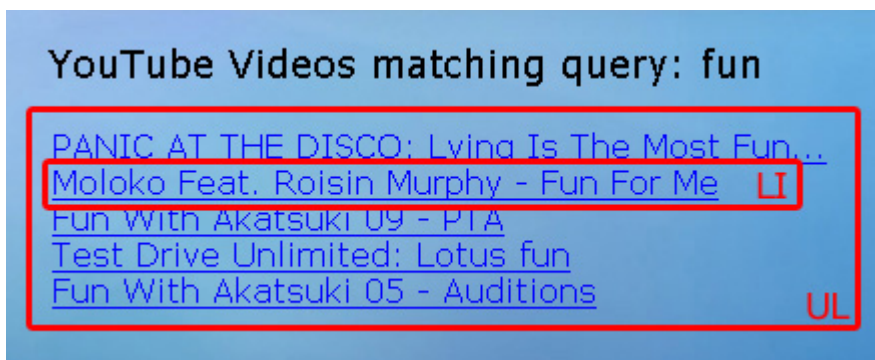 YouTube Videos matching query: fun
PANIC AT THE DISCO: Lying Is The Most Fun...
Moloko Feat. Roisin Murphy - Fun For Me LI
Fun With Akatsuki 09 - PTA
Test Drive Unlimited: Lotus fun
Fun With Akatsuki 05 - Auditions
UL